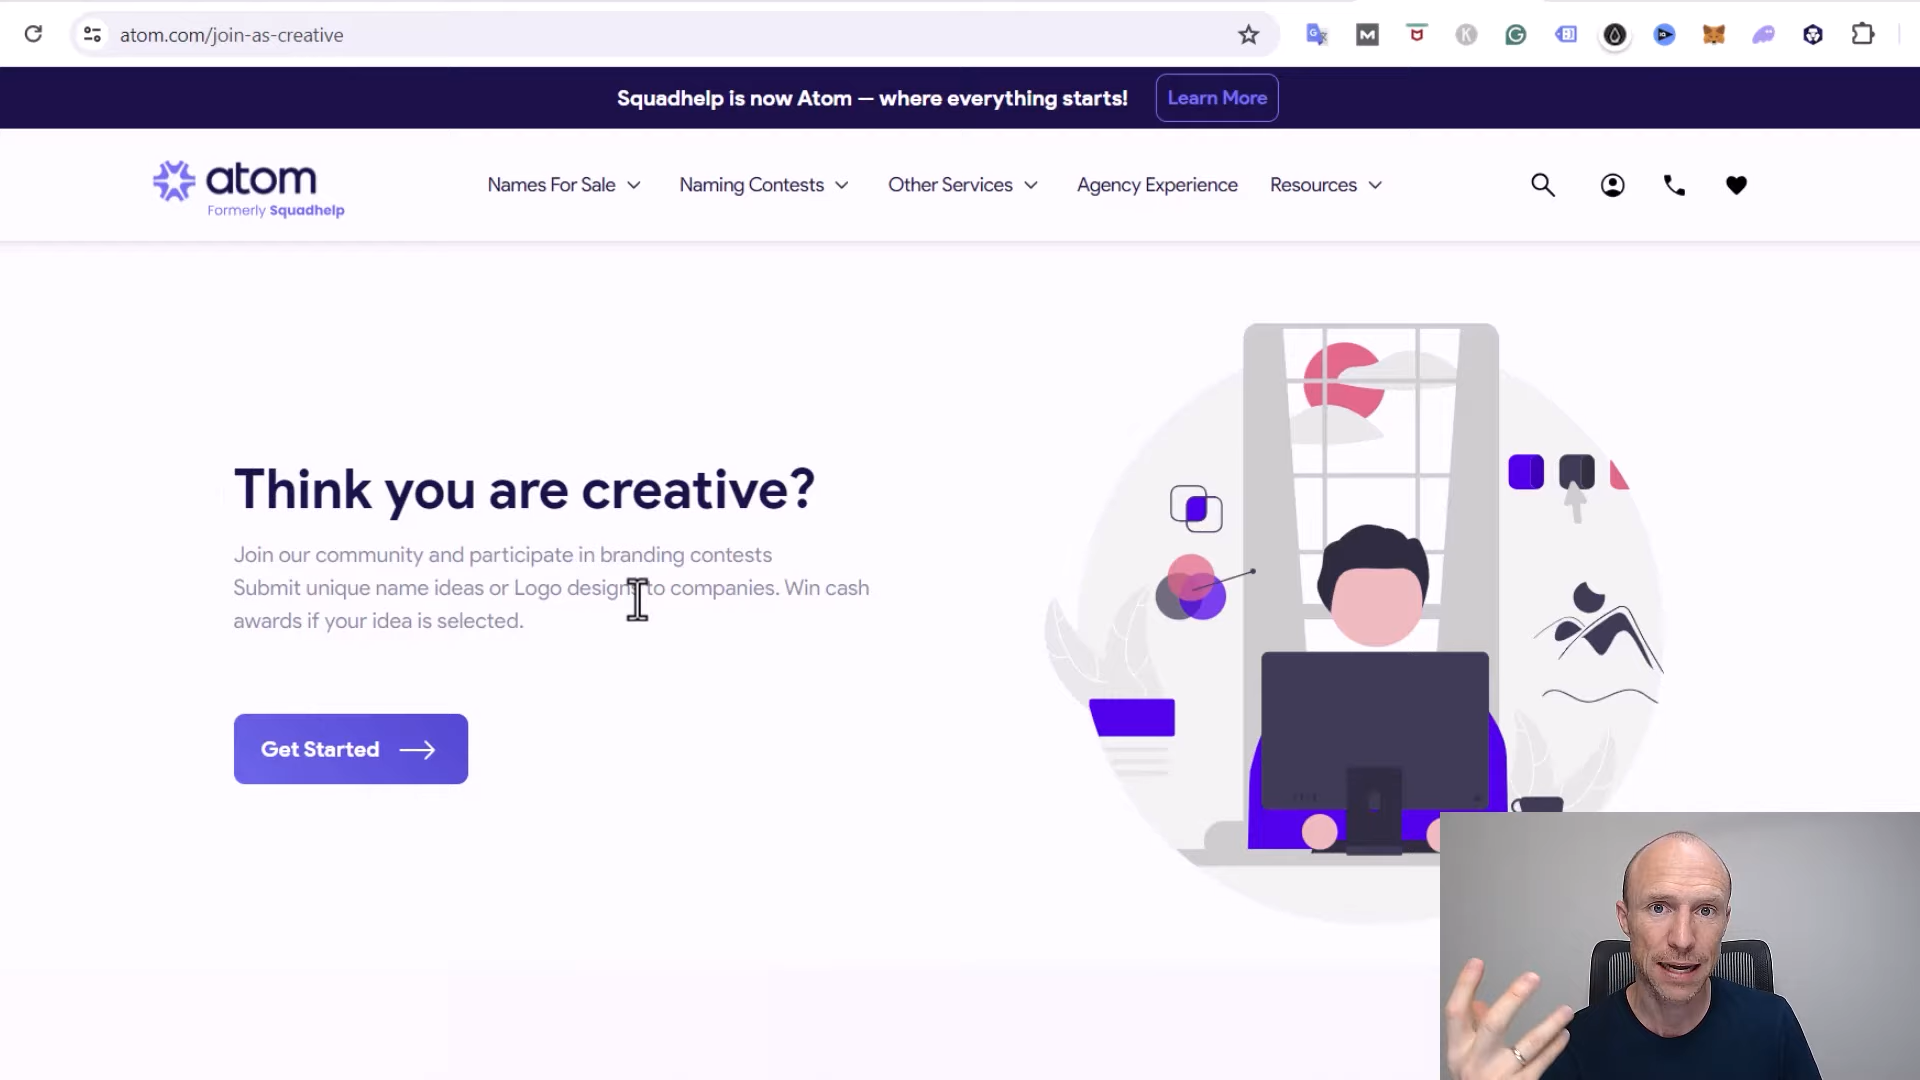 atom.com/join-as-creative
Squadhelp is now Atom — where everything starts!
Learn More
atom
Formerly Squadhelp
Names For Sale
Naming Contests
Other Services
Agency Experience
Resources
Think you are creative?
Join our community and participate in branding contests
Submit unique name ideas or Logo designs to companies. Win cash
awards if your idea is selected.
Get Started